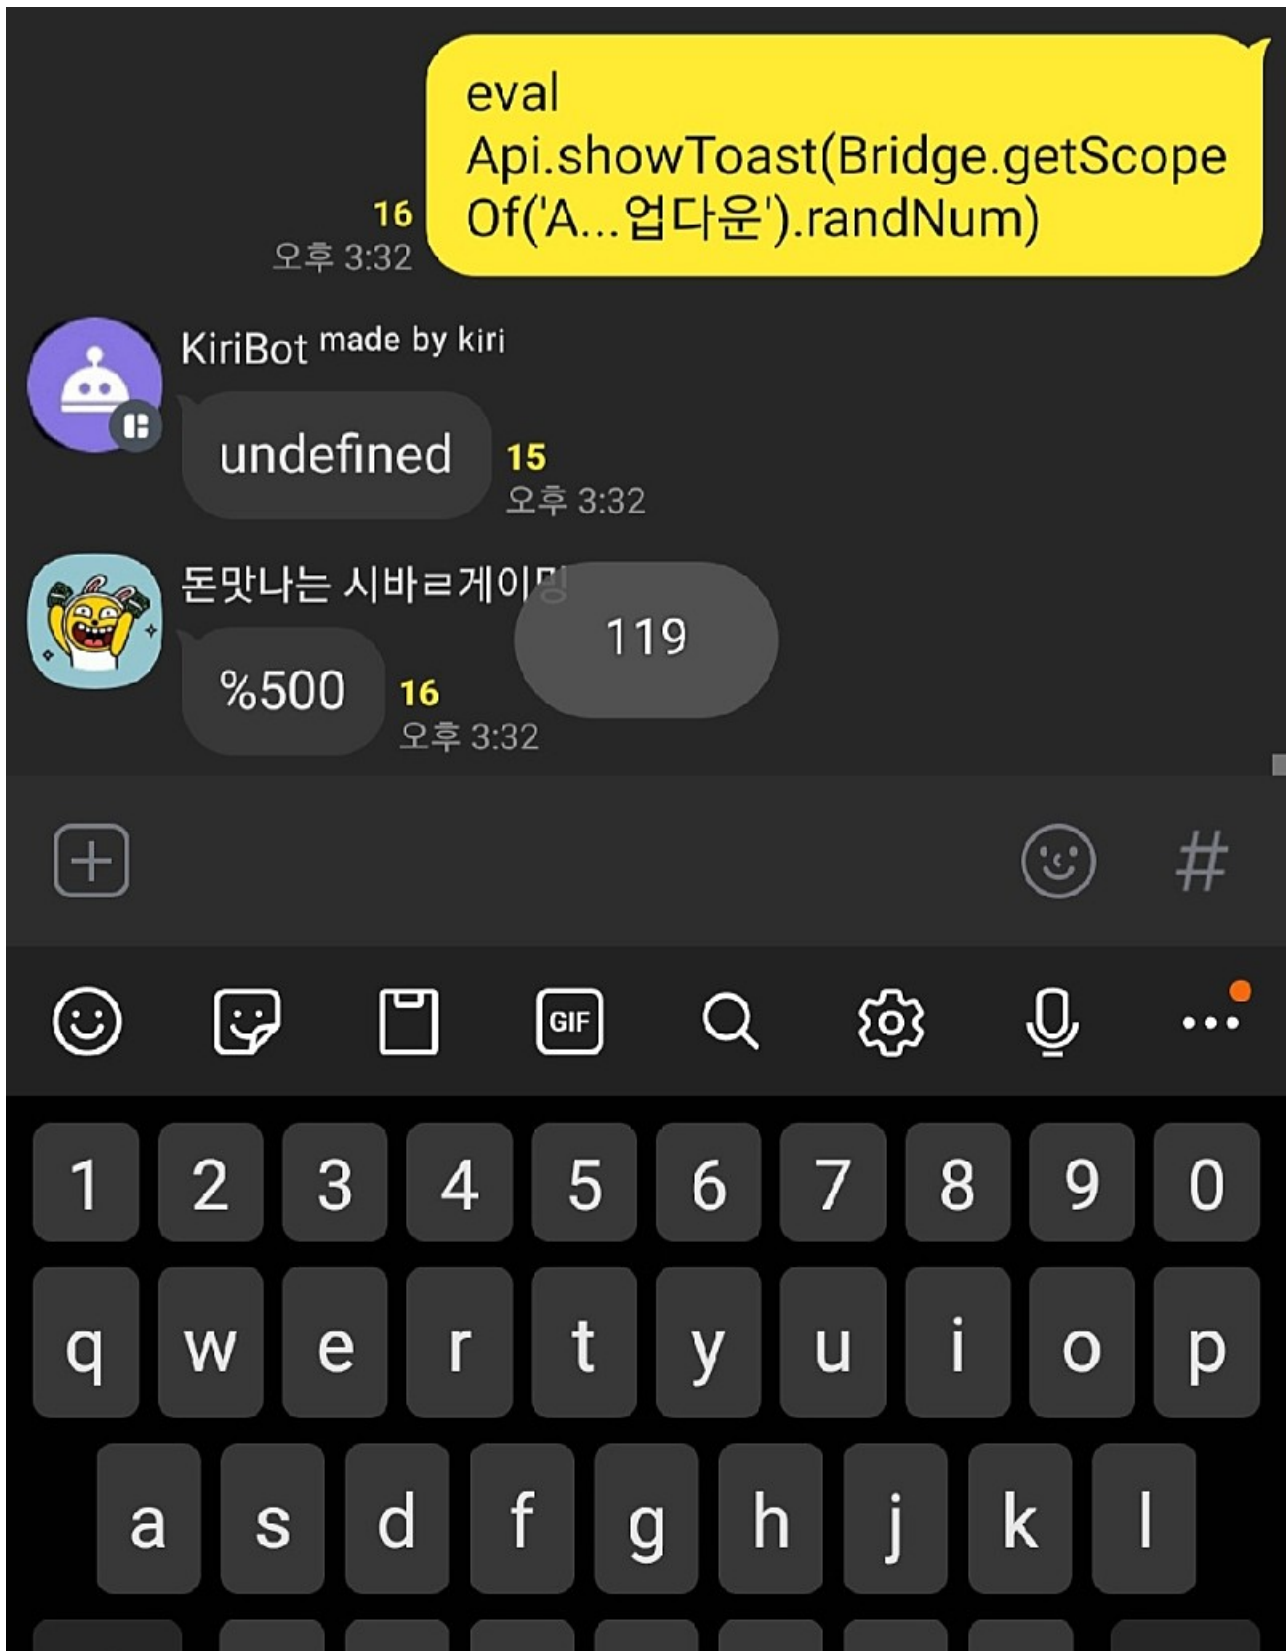 eval
Api.showToast(Bridge.getScope
Of('A...업다운').randNum)
16
오후 3:32
KiriBot made by kiri
undefined
15
오후 3:32
돈맛나는 시바ㄹ게이밍
119
%500
16
오후 3:32
#
GIF
1 2 3 4 5 6 7 8 9 0
q w e r t y u i o p
a s d f g h j k l